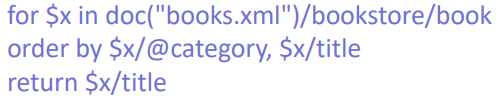 for $x in doc("books.xml")/bookstore/book
order by $x/@category, $x/title
return $x/title